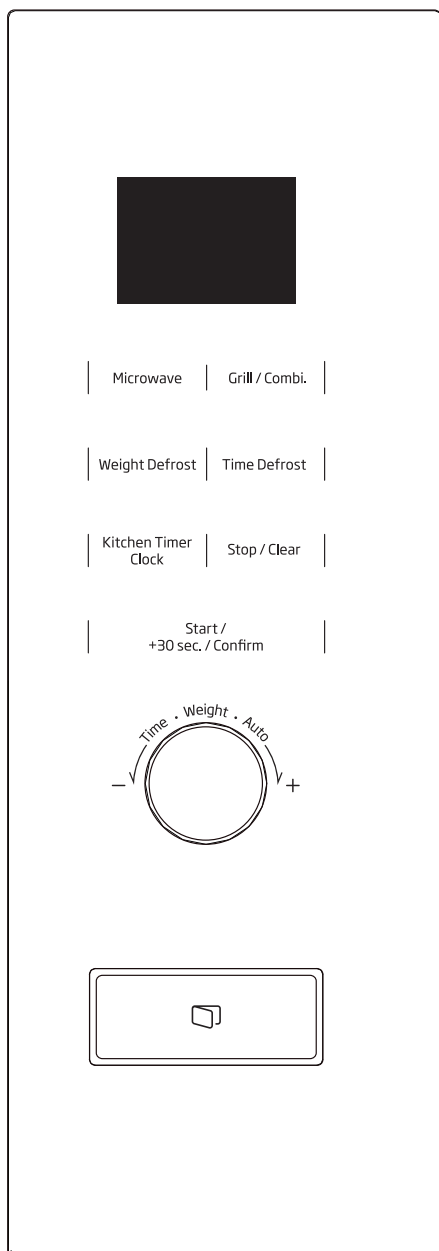 Microwave
Grill / Combi.
Weight Defrost
Time Defrost
Kitchen Timer
Clock
Stop / Clear
Start /
+30 sec. / Confirm
Time · Weight · Auto
− +